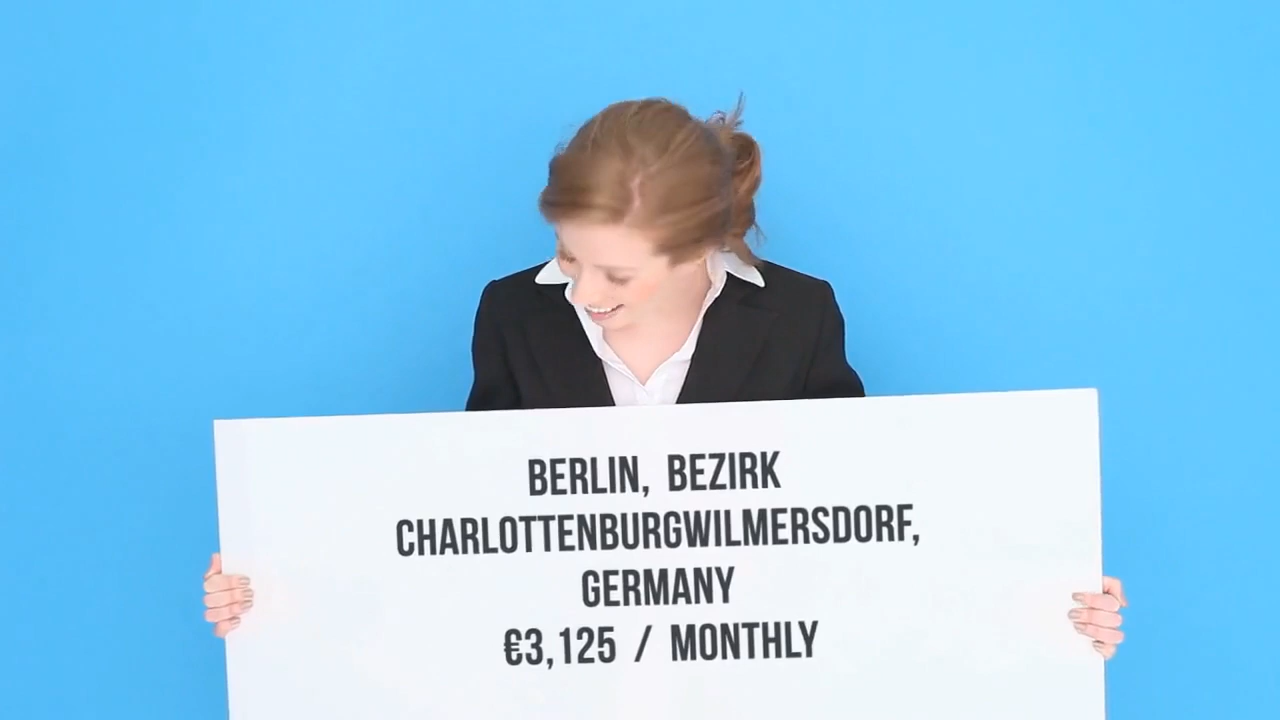 BERLIN, BEZIRK
CHARLOTTENBURGWILMERSDORF,
GERMANY
€3,125 / MONTHLY